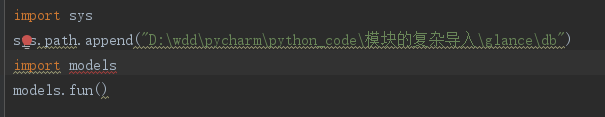 import sys
sys.path.append("D:\wdd\pycharm\python_code\模块的复杂导入\glance\db")
import models
models.fun()